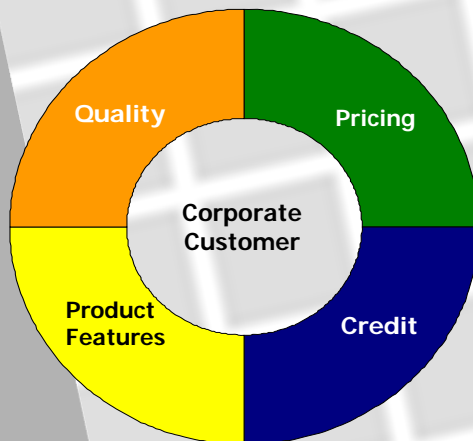 Quality
Pricing
Corporate
Customer
Product
Features
Credit